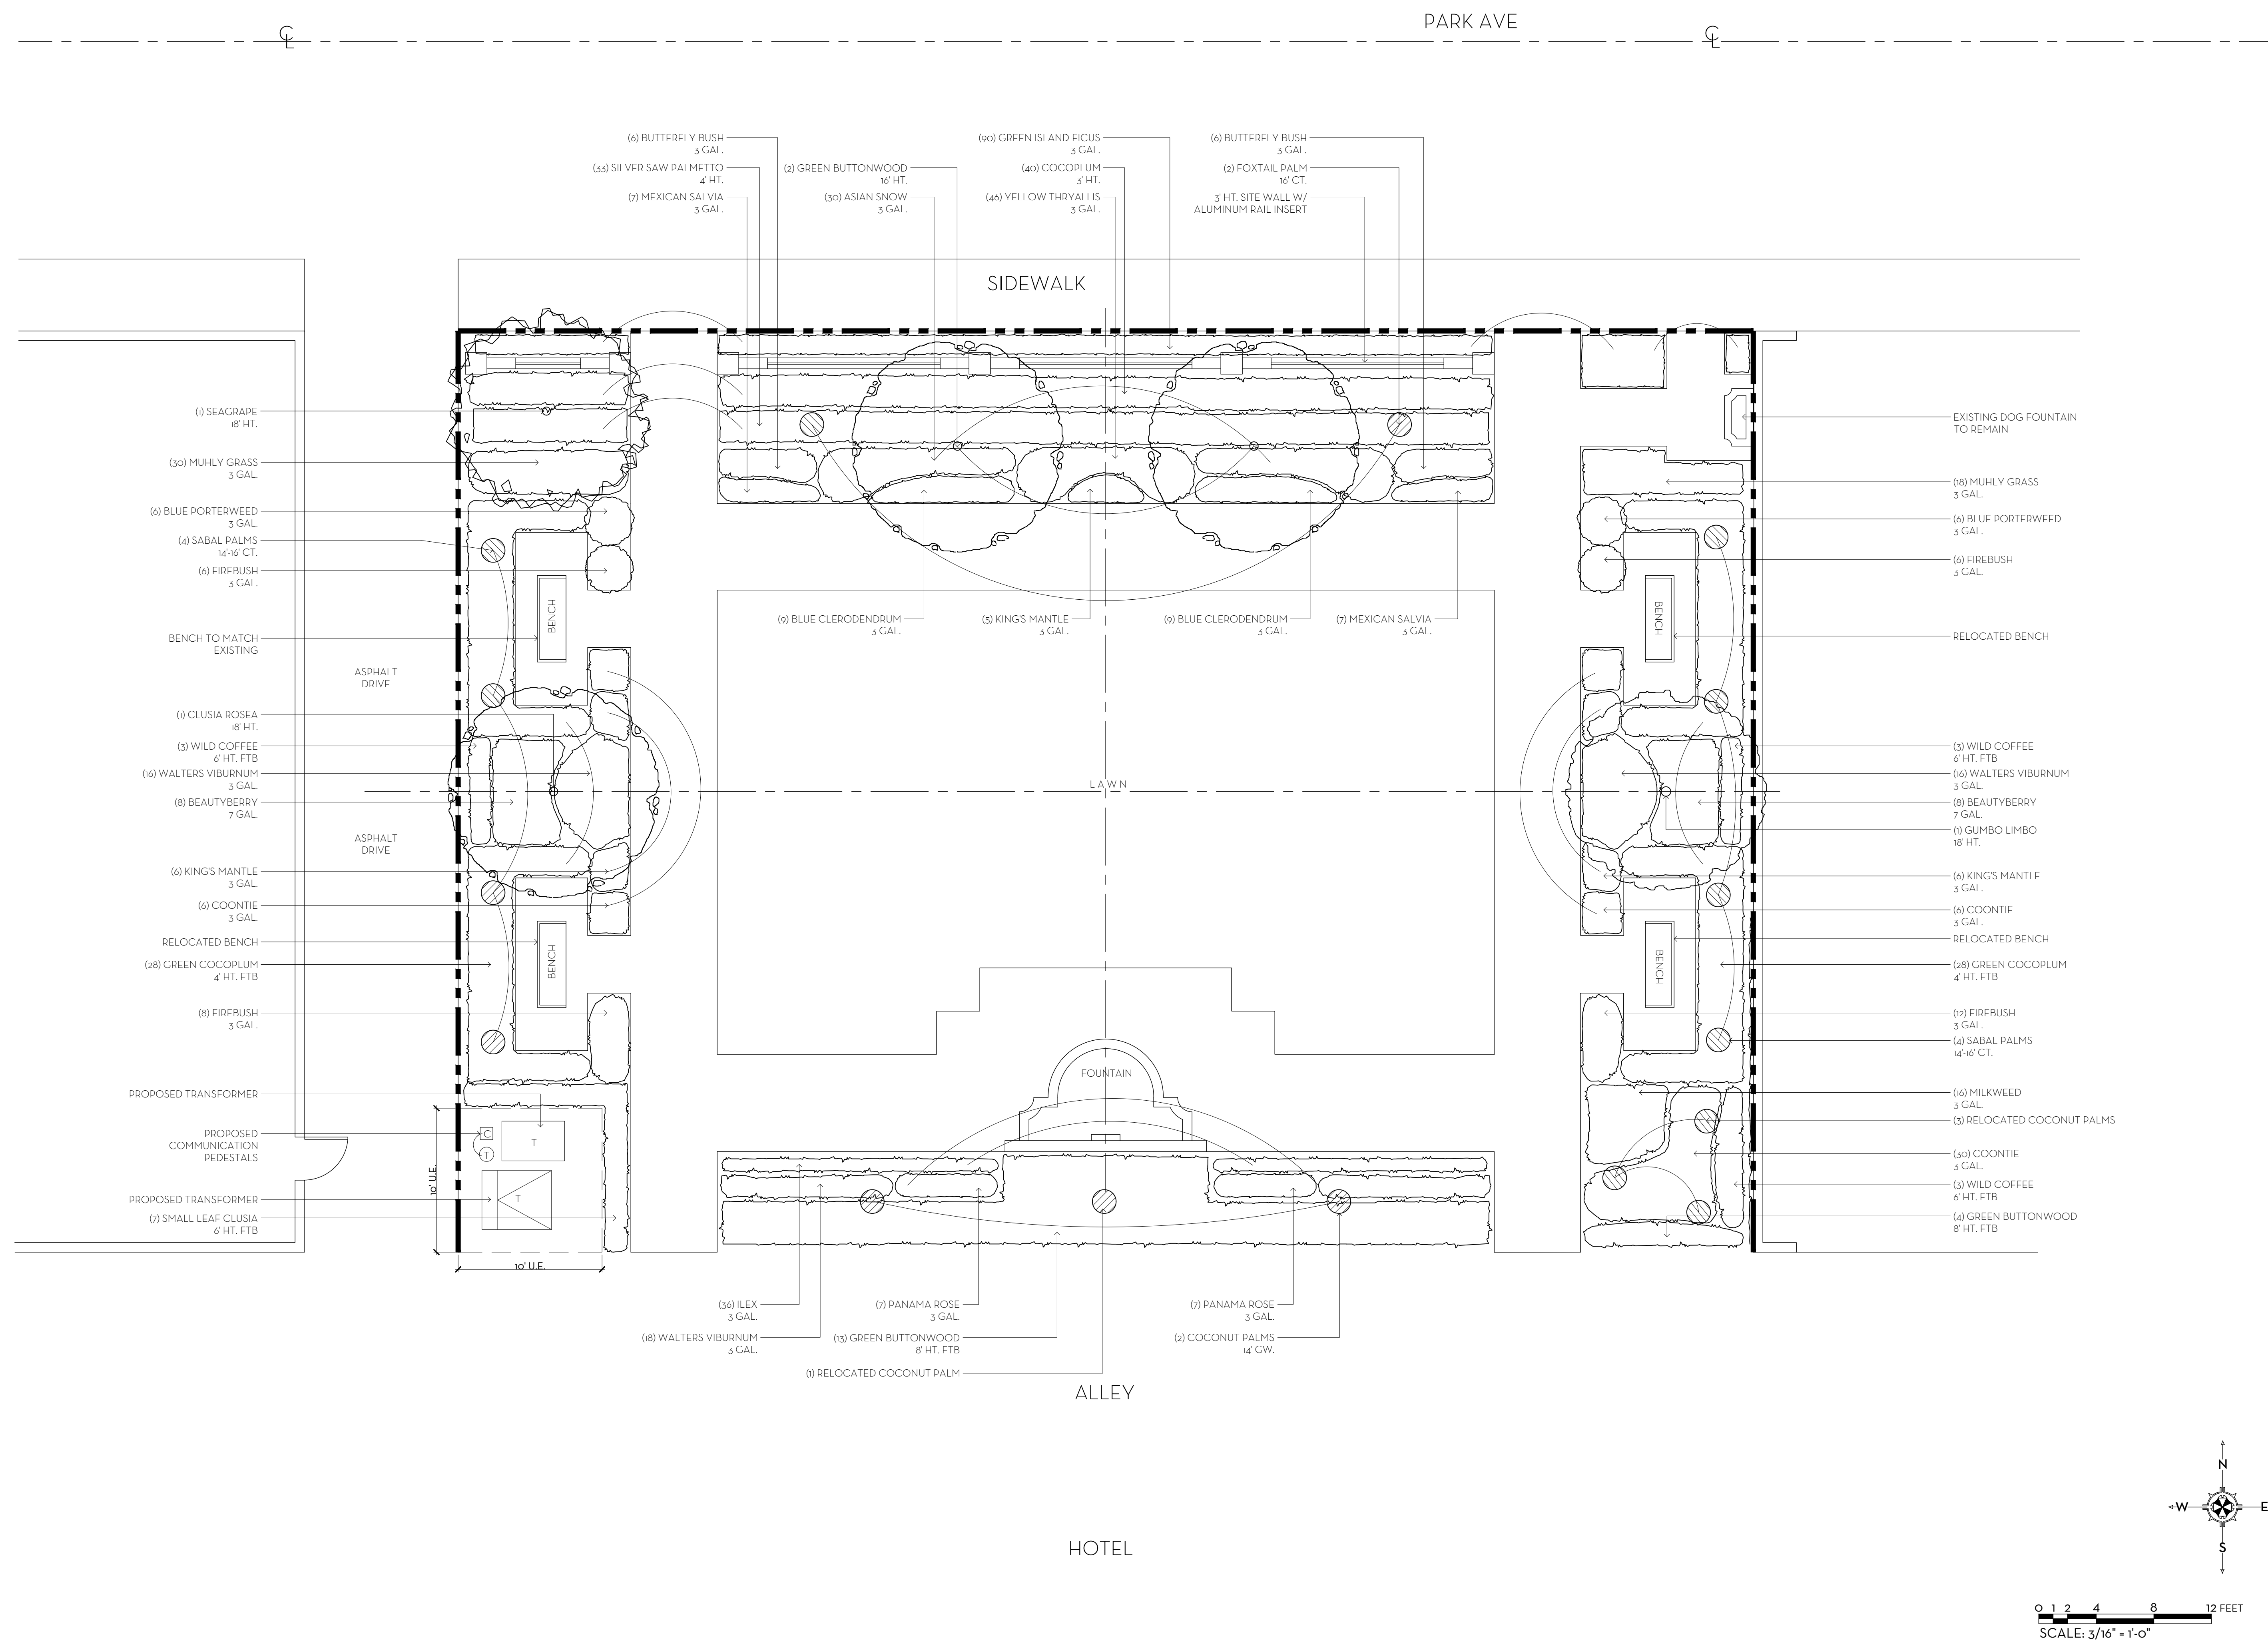 PARK AVE
CL
CL
(6) BUTTERFLY BUSH
3 GAL.
(33) SILVER SAW PALMETTO
4' HT.
(7) MEXICAN SALVIA
3 GAL.
(2) GREEN BUTTONWOOD
16' HT.
(30) ASIAN SNOW
3 GAL.
(90) GREEN ISLAND FICUS
3 GAL.
(40) COCOPLUM
3' HT.
(46) YELLOW THRYALLIS
3 GAL.
(6) BUTTERFLY BUSH
3 GAL.
(2) FOXTAIL PALM
16' CT.
3' HT. SITE WALL W/
ALUMINUM RAIL INSERT
SIDEWALK
(1) SEAGRAPE
18' HT.
(30) MUHLY GRASS
3 GAL.
(6) BLUE PORTERWEED
3 GAL.
(4) SABAL PALMS
14'-16' CT.
(6) FIREBUSH
3 GAL.
BENCH TO MATCH
EXISTING
(1) CLUSIA ROSEA
18' HT.
(3) WILD COFFEE
6' HT. FTB
(16) WALTERS VIBURNUM
3 GAL.
(8) BEAUTYBERRY
7 GAL.
(6) KING'S MANTLE
3 GAL.
(6) COONTIE
3 GAL.
RELOCATED BENCH
(28) GREEN COCOPLUM
4' HT. FTB
(8) FIREBUSH
3 GAL.
PROPOSED TRANSFORMER
PROPOSED
COMMUNICATION
PEDESTALS
PROPOSED TRANSFORMER
(7) SMALL LEAF CLUSIA
6' HT. FTB
ASPHALT
DRIVE
ASPHALT
DRIVE
BENCH
BENCH
C
T
T
T
10' U.E.
10' U.E.
(9) BLUE CLERODENDRUM
3 GAL.
(5) KING'S MANTLE
3 GAL.
(9) BLUE CLERODENDRUM
3 GAL.
(7) MEXICAN SALVIA
3 GAL.
LAWN
FOUNTAIN
BENCH
BENCH
EXISTING DOG FOUNTAIN
TO REMAIN
(18) MUHLY GRASS
3 GAL.
(6) BLUE PORTERWEED
3 GAL.
(6) FIREBUSH
3 GAL.
RELOCATED BENCH
(3) WILD COFFEE
6' HT. FTB
(16) WALTERS VIBURNUM
3 GAL.
(8) BEAUTYBERRY
7 GAL.
(1) GUMBO LIMBO
18' HT.
(6) KING'S MANTLE
3 GAL.
(6) COONTIE
3 GAL.
RELOCATED BENCH
(28) GREEN COCOPLUM
4' HT. FTB
(12) FIREBUSH
3 GAL.
(4) SABAL PALMS
14'-16' CT.
(16) MILKWEED
3 GAL.
(3) RELOCATED COCONUT PALMS
(30) COONTIE
3 GAL.
(3) WILD COFFEE
6' HT. FTB
(4) GREEN BUTTONWOOD
8' HT. FTB
(36) ILEX
3 GAL.
(18) WALTERS VIBURNUM
3 GAL.
(7) PANAMA ROSE
3 GAL.
(13) GREEN BUTTONWOOD
8' HT. FTB
(1) RELOCATED COCONUT PALM
(7) PANAMA ROSE
3 GAL.
(2) COCONUT PALMS
14' GW.
ALLEY
HOTEL
N
W E
S
0 1 2 4 8 12 FEET
SCALE: 3/16" = 1'-0"